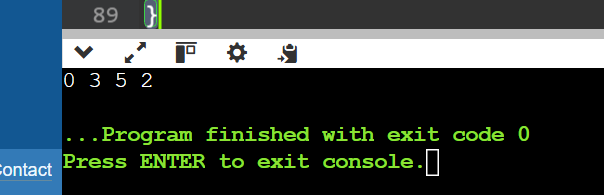 89 }
0 3 5 2
...Program finished with exit code 0
Press ENTER to exit console.
Contact